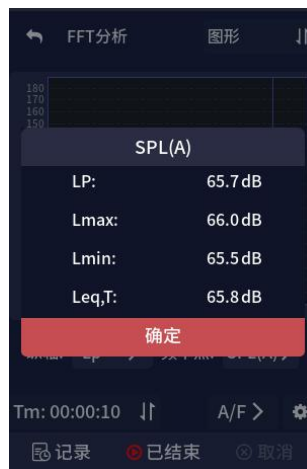 FFT分析 图形
180
170
160
150
SPL(A)
LP: 65.7dB
Lmax: 66.0dB
Lmin: 65.5dB
Leq,T: 65.8dB
确定
Tm: 00:00:10 A/F >
记录 已结束 取消